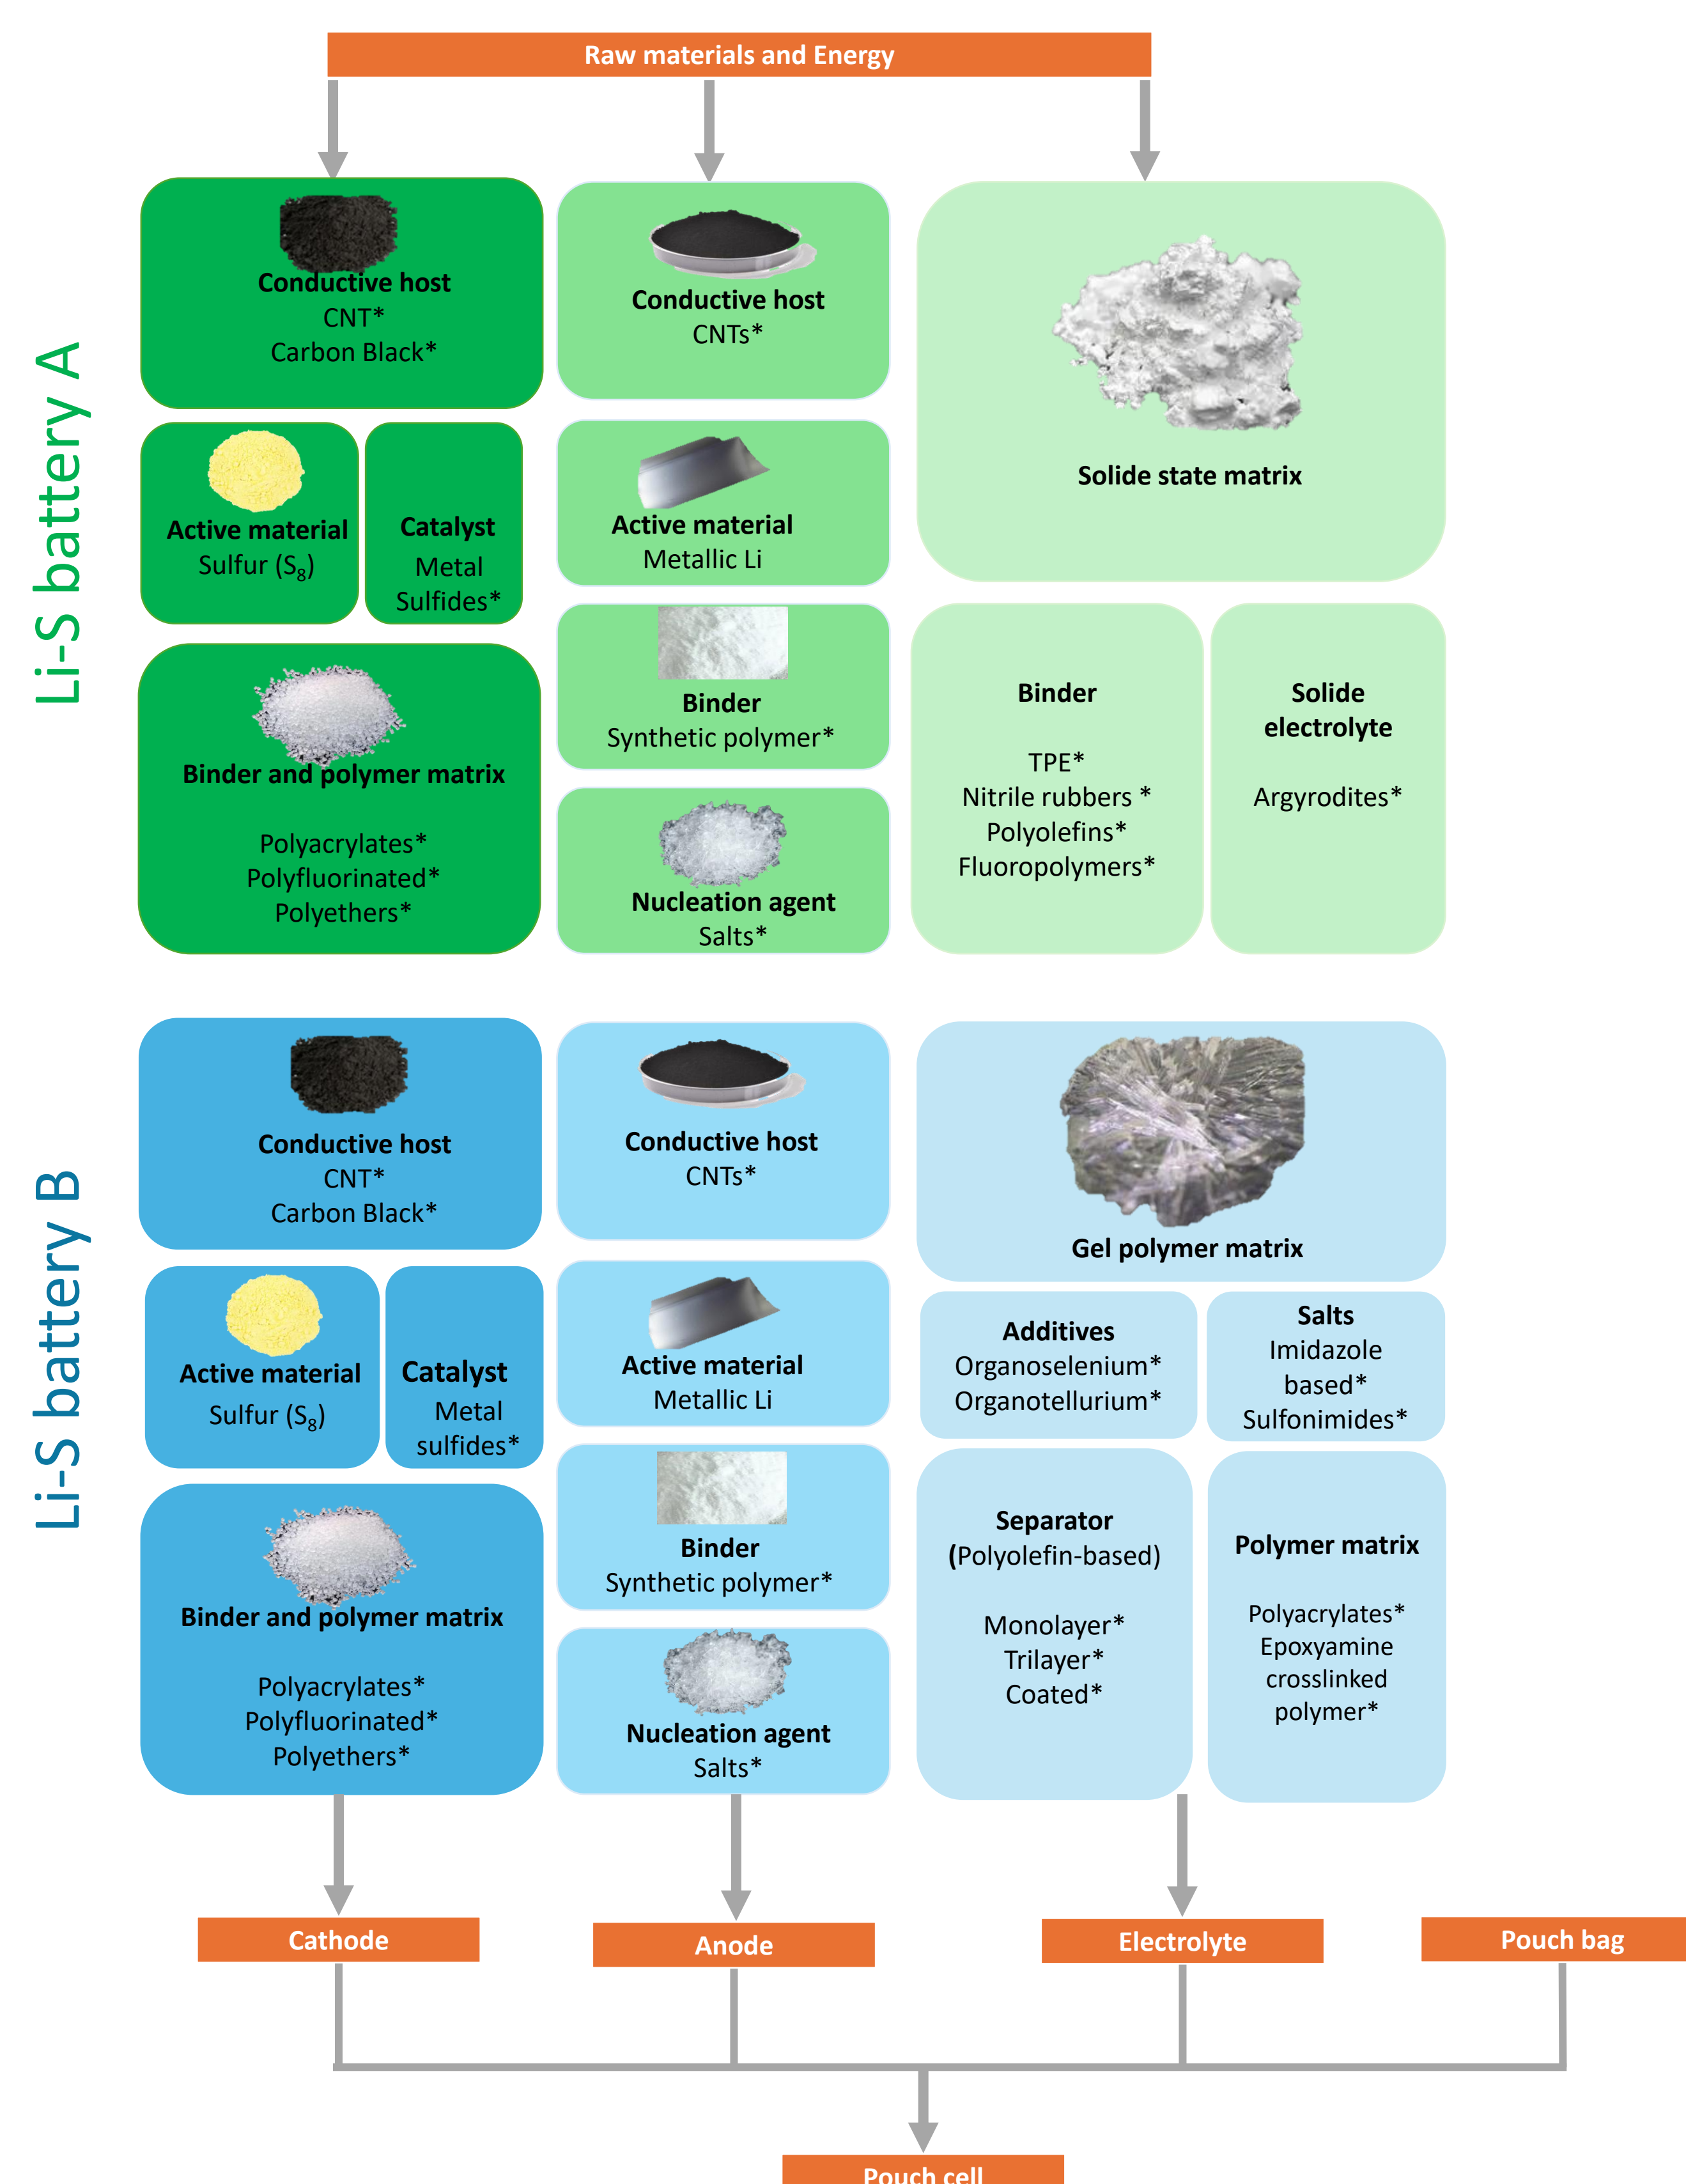 Raw materials and Energy
Li-S battery A
Conductive host
CNT*
Carbon Black*
Active material
Sulfur (S₈)
Catalyst
Metal
Sulfides*
Binder and polymer matrix
Polyacrylates*
Polyfluorinated*
Polyethers*
Conductive host
CNTs*
Active material
Metallic Li
Binder
Synthetic polymer*
Nucleation agent
Salts*
Solide state matrix
Binder
TPE*
Nitrile rubbers *
Polyolefins*
Fluoropolymers*
Solide
electrolyte
Argyrodites*
Li-S battery B
Conductive host
CNT*
Carbon Black*
Active material
Sulfur (S₈)
Catalyst
Metal
sulfides*
Binder and polymer matrix
Polyacrylates*
Polyfluorinated*
Polyethers*
Conductive host
CNTs*
Active material
Metallic Li
Binder
Synthetic polymer*
Nucleation agent
Salts*
Gel polymer matrix
Additives
Organoselenium*
Organotellurium*
Salts
Imidazole
based*
Sulfonimides*
Separator
(Polyolefin-based)
Monolayer*
Trilayer*
Coated*
Polymer matrix
Polyacrylates*
Epoxyamine
crosslinked
polymer*
Cathode
Anode
Electrolyte
Pouch bag
Pouch cell